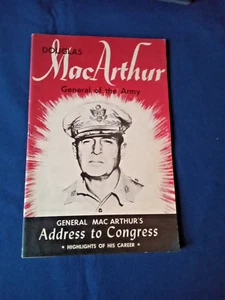 DOUGLAS
MacArthur
General of the Army
GENERAL MAC ARTHUR'S
Address to Congress
• HIGHLIGHTS OF HIS CAREER •